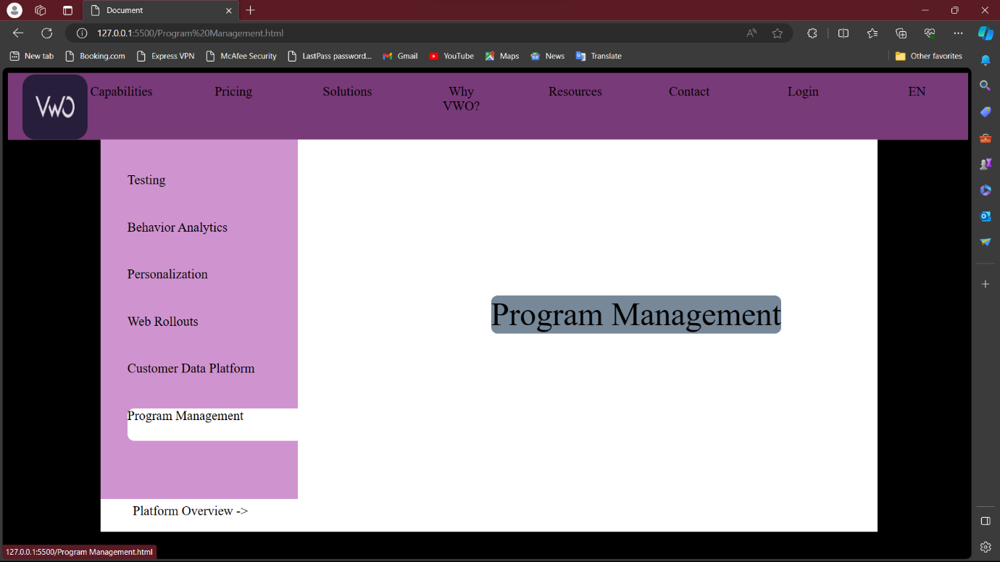 Document
127.0.0.1:5500/Program%20Management.html
New tab
Booking.com
Express VPN
McAfee Security
LastPass password...
Gmail
YouTube
Maps
News
Translate
Other favorites
VWO
Capabilities
Pricing
Solutions
Why
VWO?
Resources
Contact
Login
EN
Testing
Behavior Analytics
Personalization
Web Rollouts
Customer Data Platform
Program Management
Program Management
Platform Overview ->
127.0.0.1:5500/Program Management.html